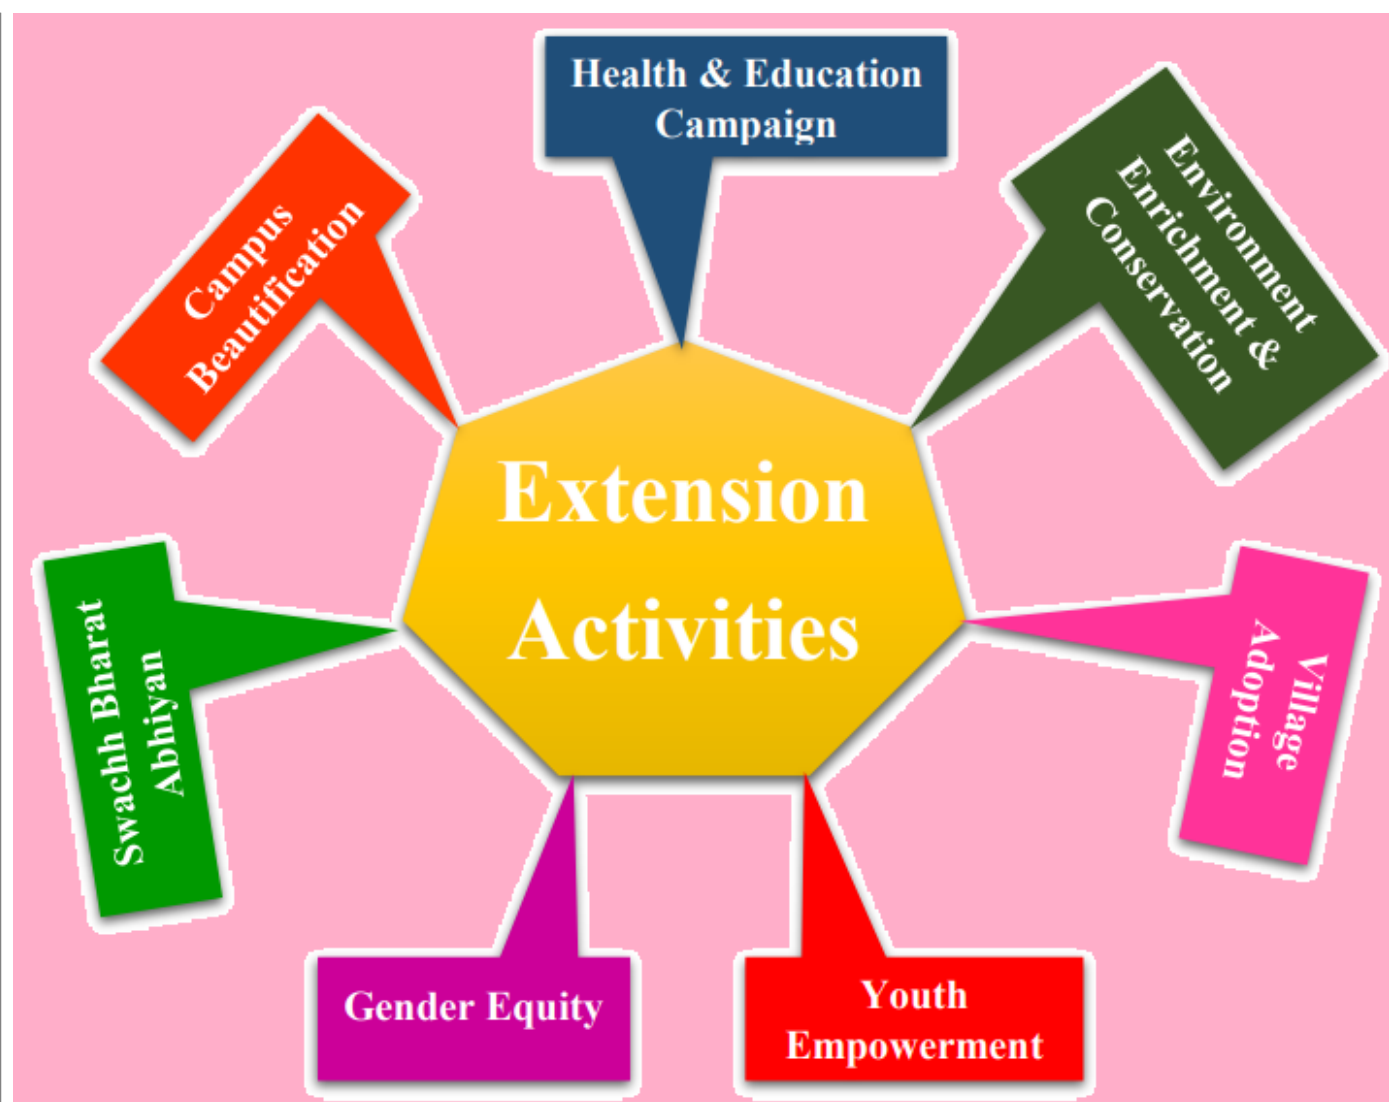 Health & Education
Campaign
Environment
Enrichment &
Conservation
Village
Adoption
Youth
Empowerment
Gender Equity
Swachh Bharat
Abhiyan
Campus
Beautification
Extension
Activities